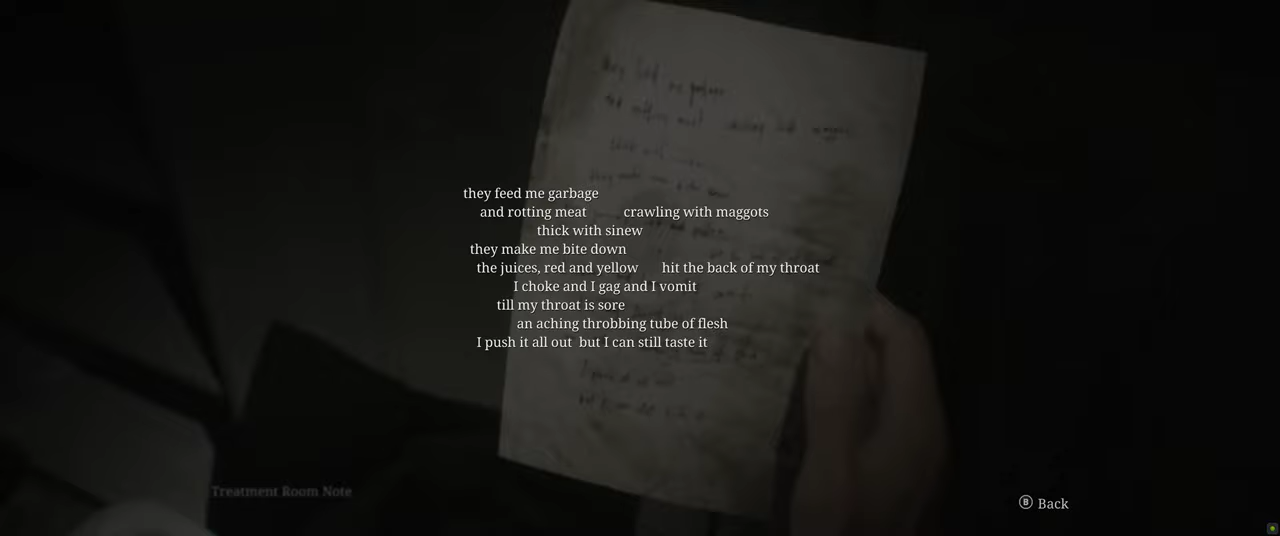 they feed me garbage
and rotting meat crawling with maggots
thick with sinew
they make me bite down
the juices, red and yellow hit the back of my throat
I choke and I gag and I vomit
till my throat is sore
an aching throbbing tube of flesh
I push it all out but I can still taste it
Treatment Room Note
B Back